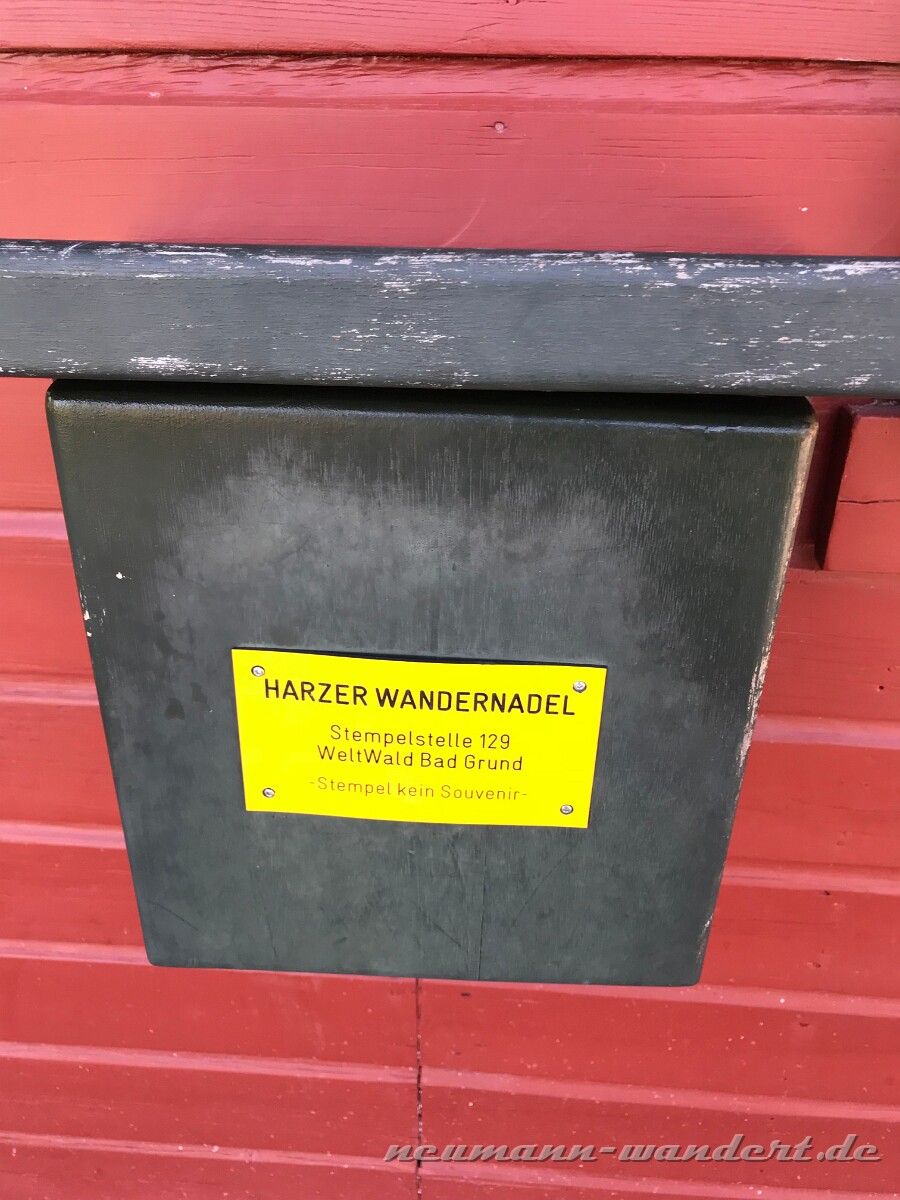 HARZER WANDERNADEL
Stempelstelle 129
WeltWald Bad Grund
-Stempel kein Souvenir-
neumann-wandert.de